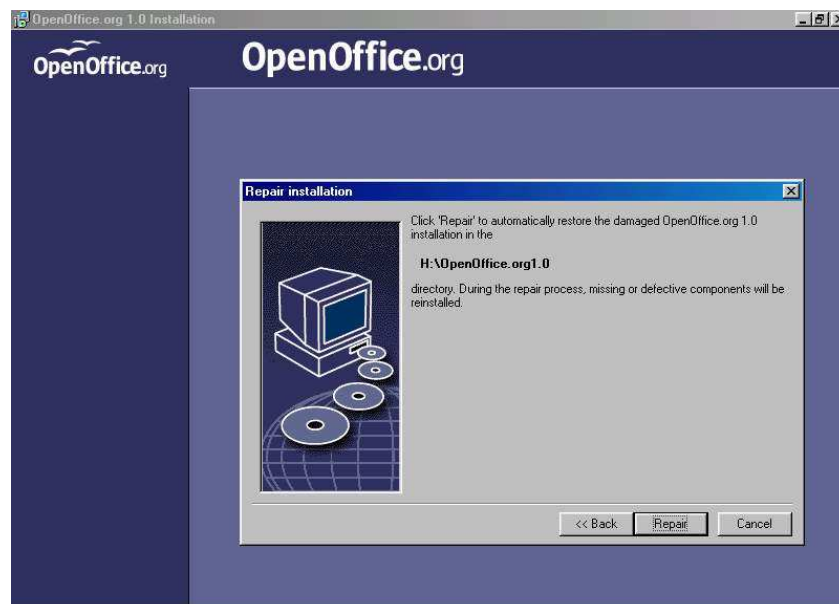 OpenOffice.org 1.0 Installation
OpenOffice.org
OpenOffice.org
Repair installation
Click 'Repair' to automatically restore the damaged OpenOffice.org 1.0
installation in the
H:\OpenOffice.org1.0
directory. During the repair process, missing or defective components will be
reinstalled.
<< Back
Repair
Cancel